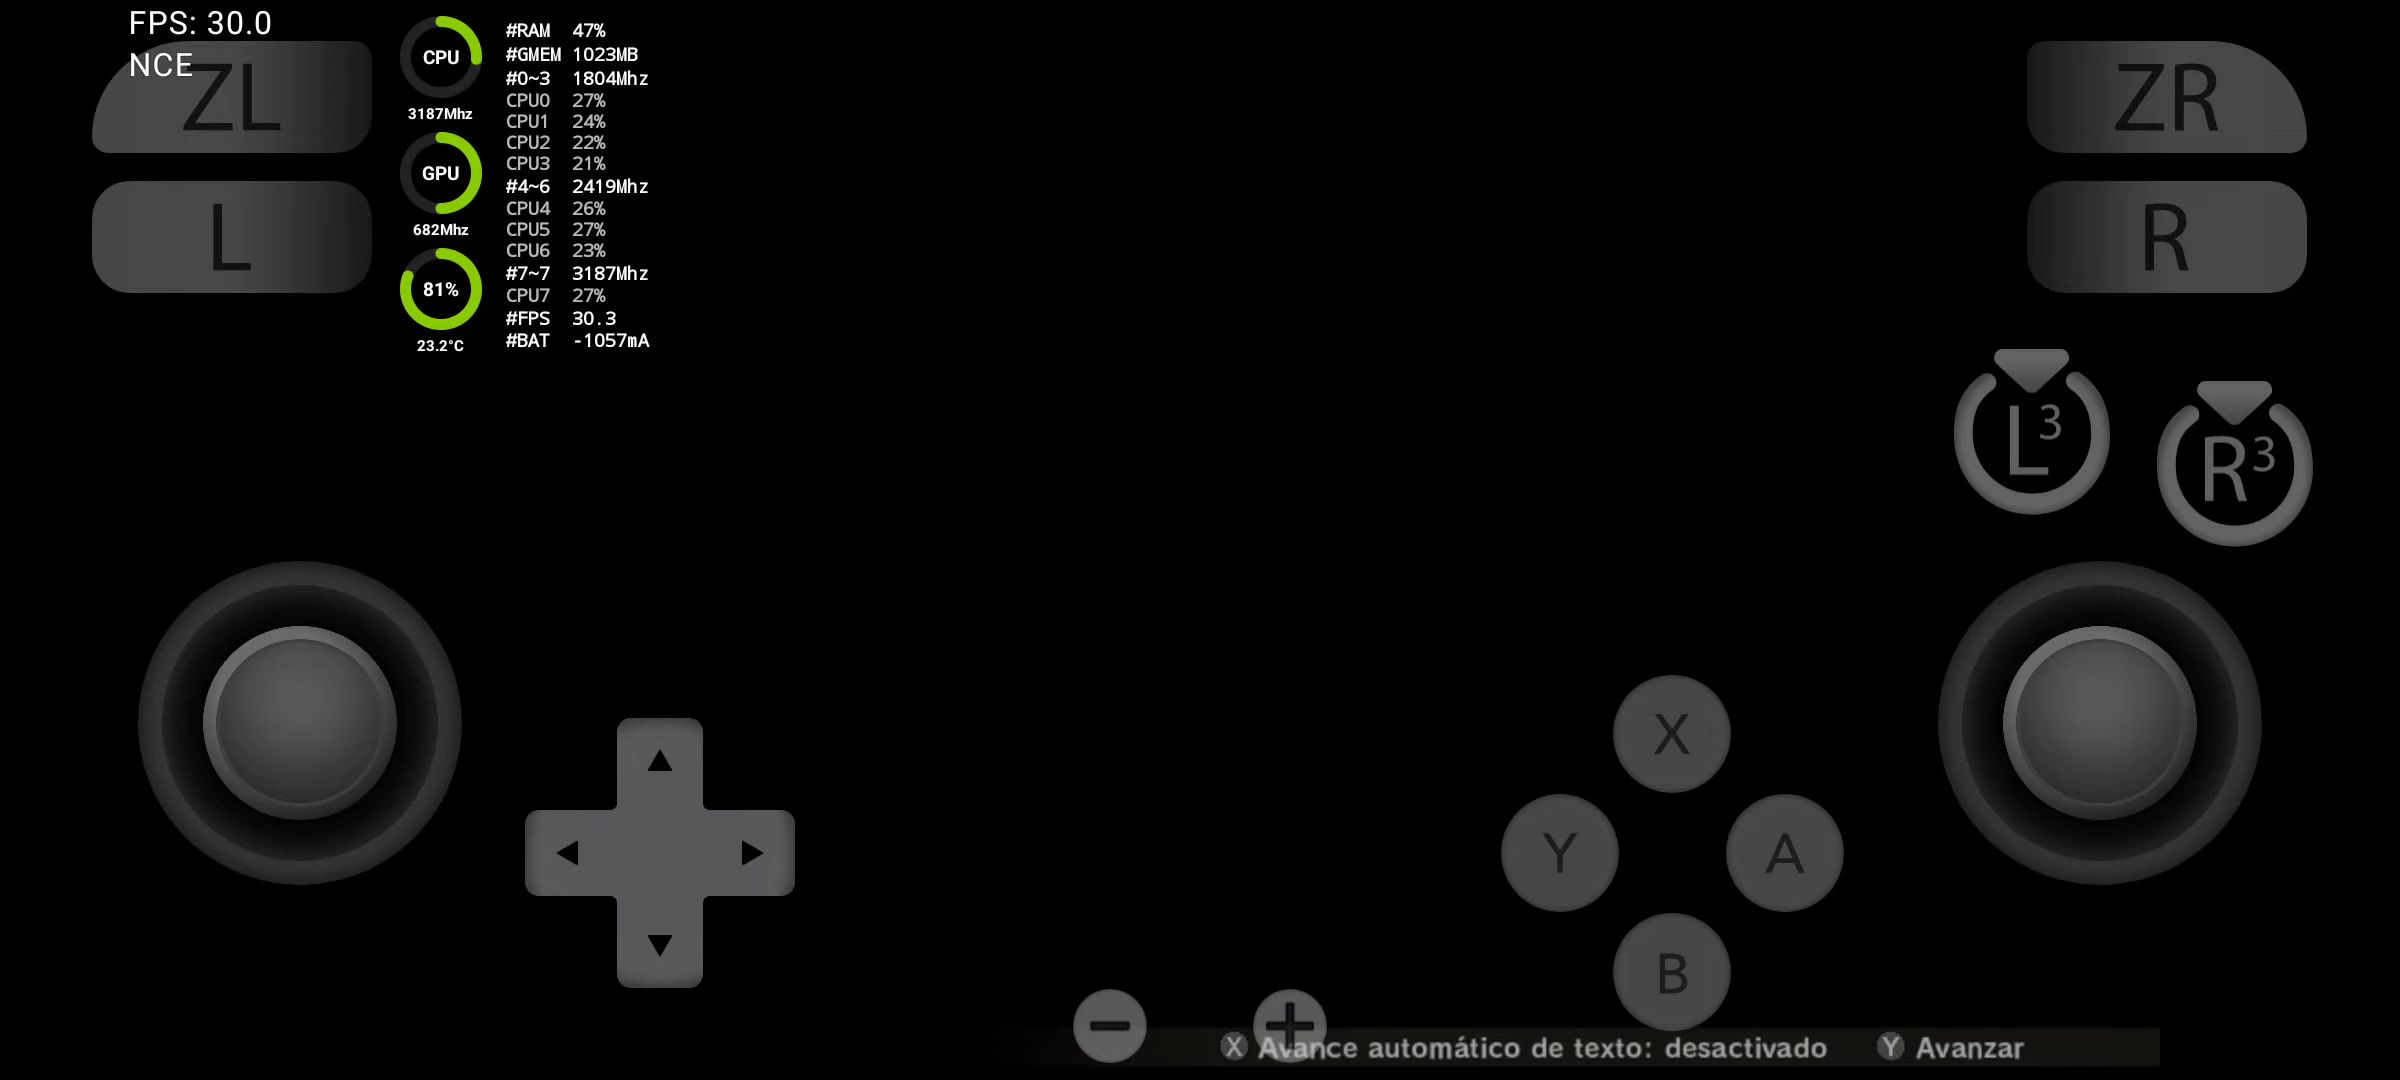 FPS: 30.0
NCE
ZL
L
CPU
3187Mhz
GPU
682Mhz
81%
23.2°C
#RAM 47%
#GMEM 1023MB
#0~3 1804Mhz
CPU0 27%
CPU1 24%
CPU2 22%
CPU3 21%
#4~6 2419Mhz
CPU4 26%
CPU5 27%
CPU6 23%
#7~7 3187Mhz
CPU7 27%
#FPS 30.3
#BAT -1057mA
ZR
R
L3
R3
X
Y
A
B
X Avance automático de texto: desactivado Y Avanzar